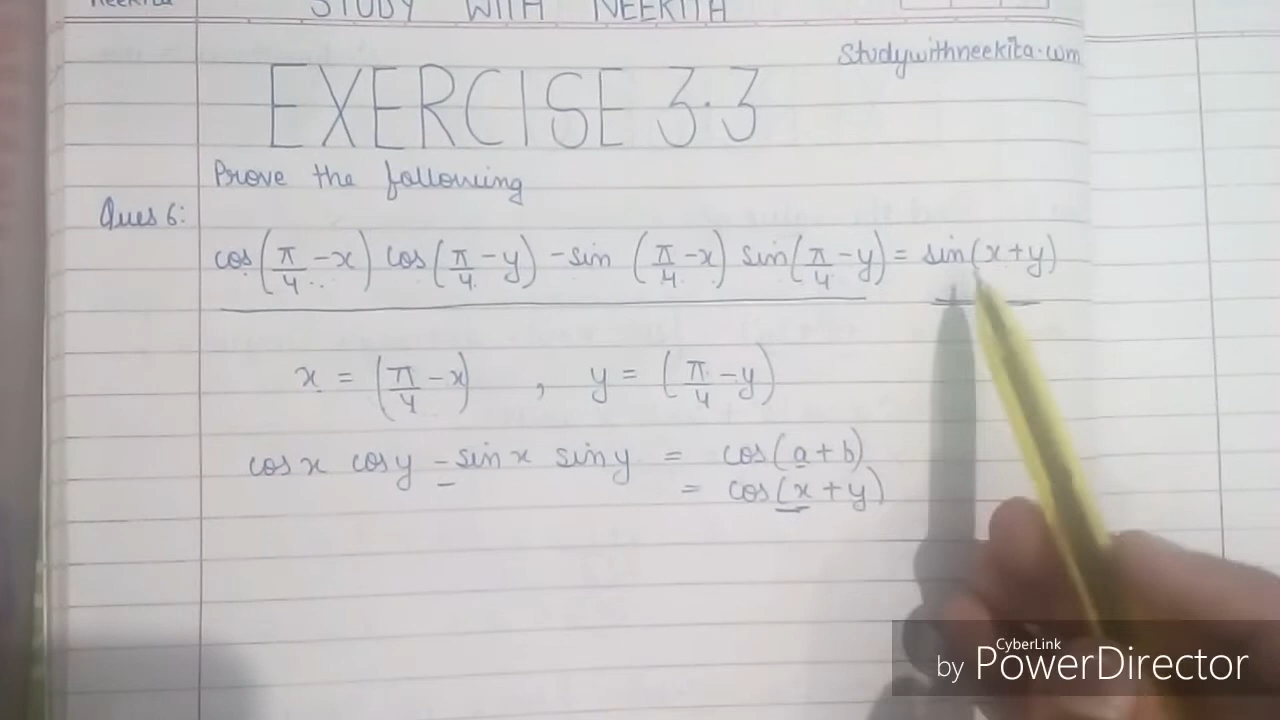 Neekita
STUDY WITH NEEKITA
Studywithneekita.com
EXERCISE 3.3
Prove the following
Ques 6:
cos(π/4 - x) cos(π/4 - y) - sin (π/4 - x) sin(π/4 - y) = sin(x + y)
x = (π/4 - x) , y = (π/4 - y)
cos x cos y - sin x sin y = cos(a + b)
= cos(x + y)
CyberLink
by PowerDirector